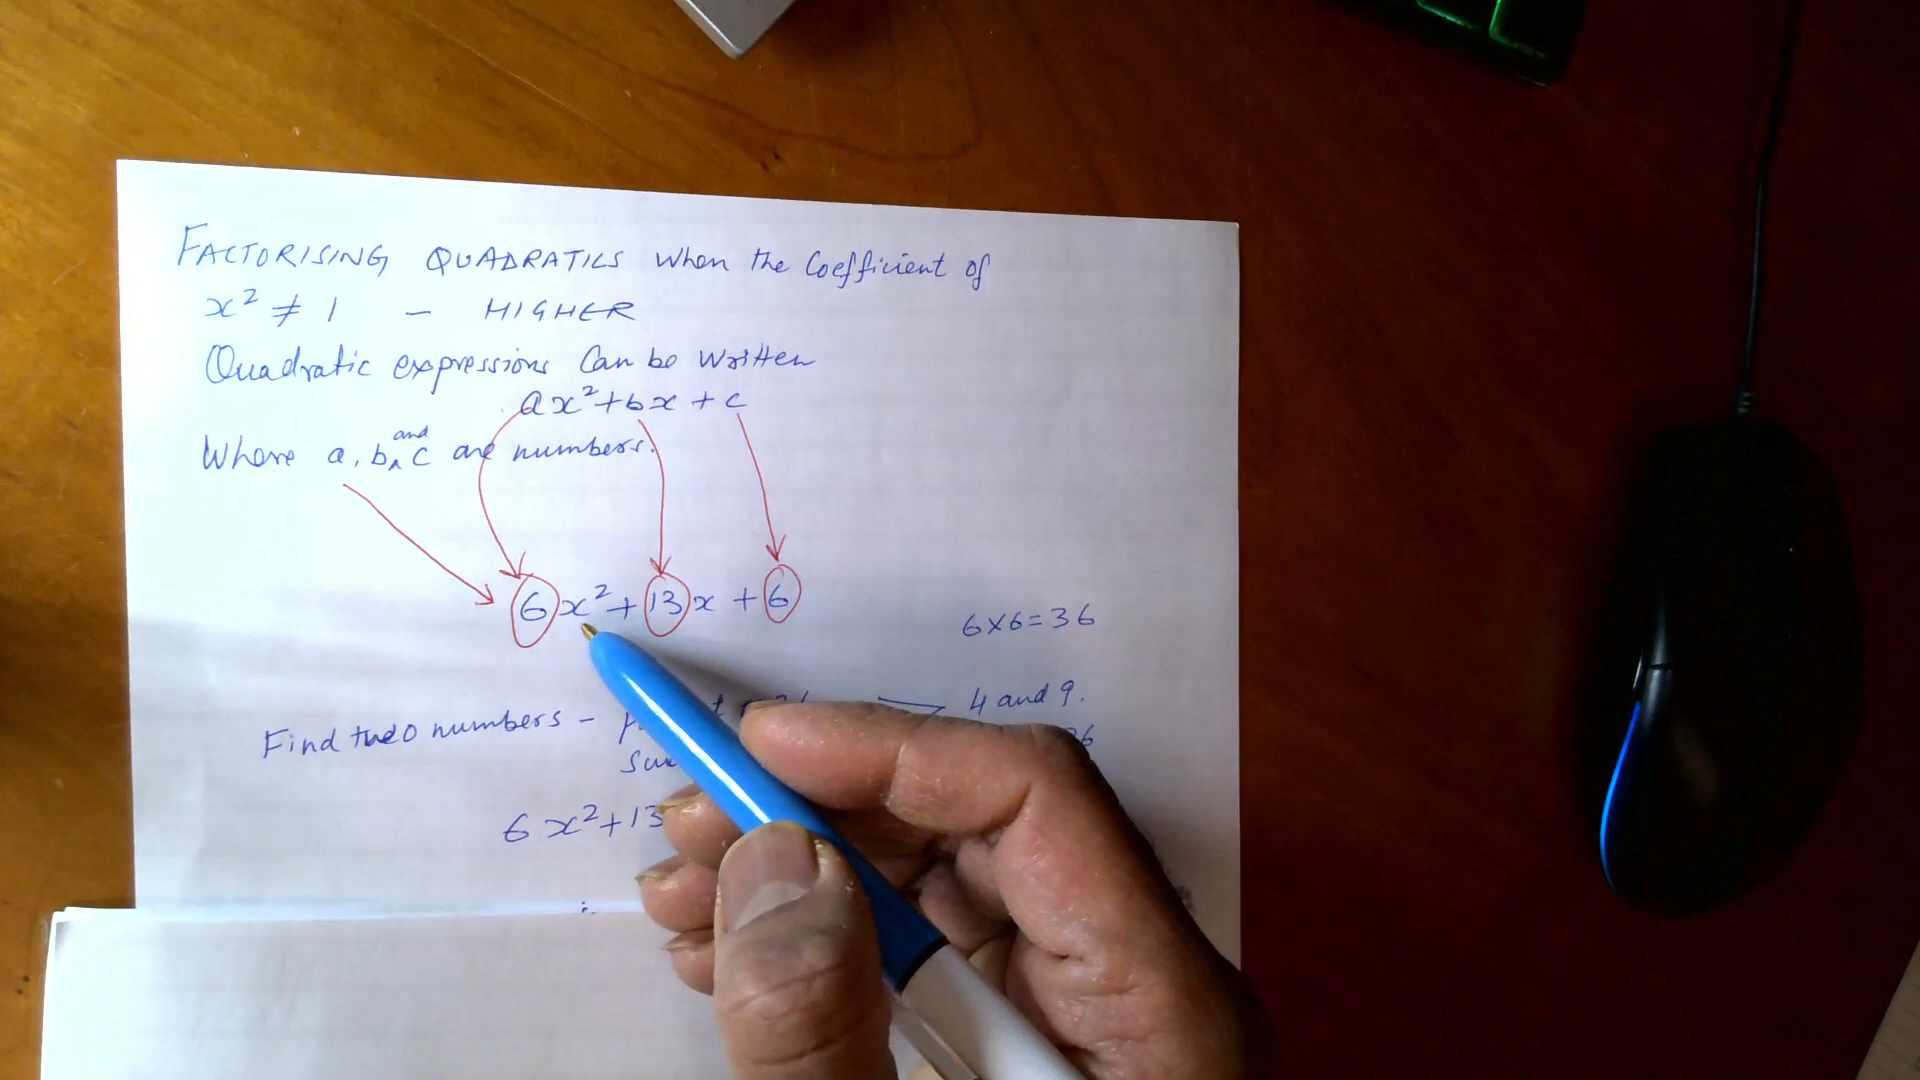 FACTORISING QUADRATICS when the Coefficient of
x² ≠ 1 - HIGHER
Quadratic expressions Can be written
ax² + bx + c
Where a, b, and c are numbers.
6x² + 13x + 6
6 x 6 = 36
Find two numbers -
4 and 9.
6x² + 13